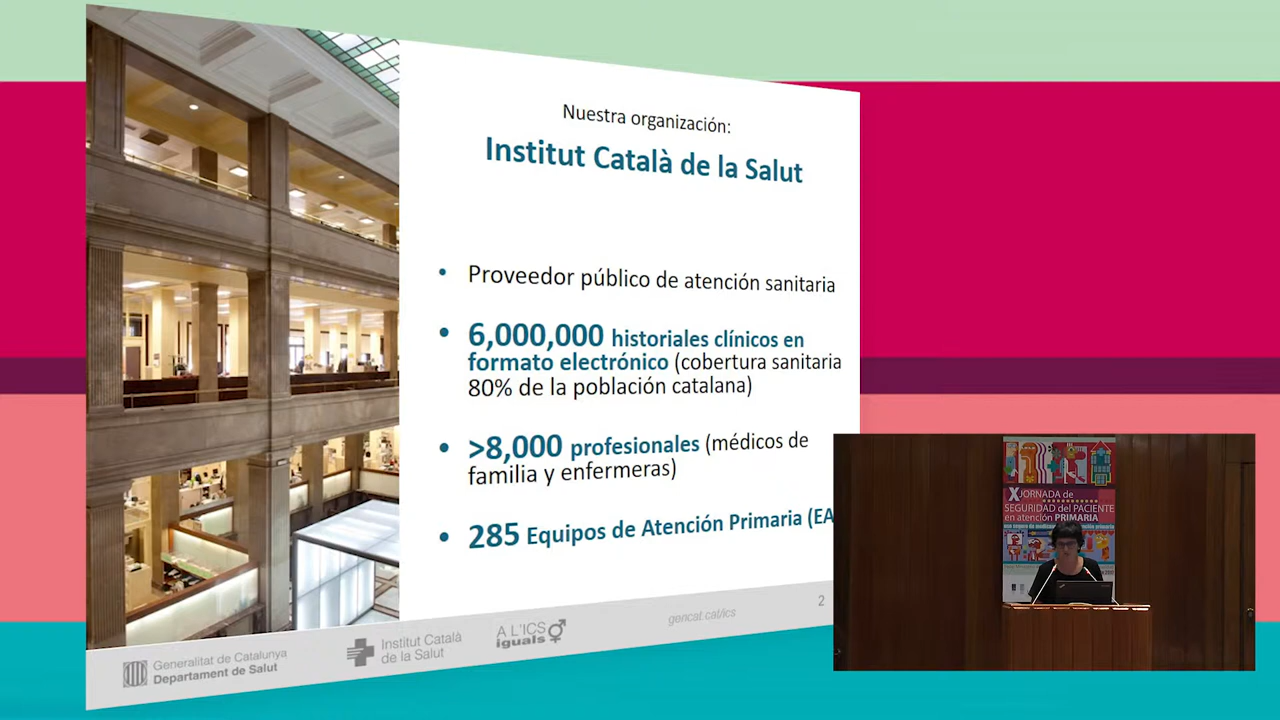 Nuestra organización:
Institut Català de la Salut
• Proveedor público de atención sanitaria
• 6,000,000 historiales clínicos en
formato electrónico (cobertura sanitaria
80% de la población catalana)
• >8,000 profesionales (médicos de
familia y enfermeras)
• 285 Equipos de Atención Primaria (EA
2
Generalitat de Catalunya
Departament de Salut
Institut Català
de la Salut
A L'ICS
iguals
gencat.cat/ics
X JORNADA de
SEGURIDAD del PACIENTE
en atención PRIMARIA